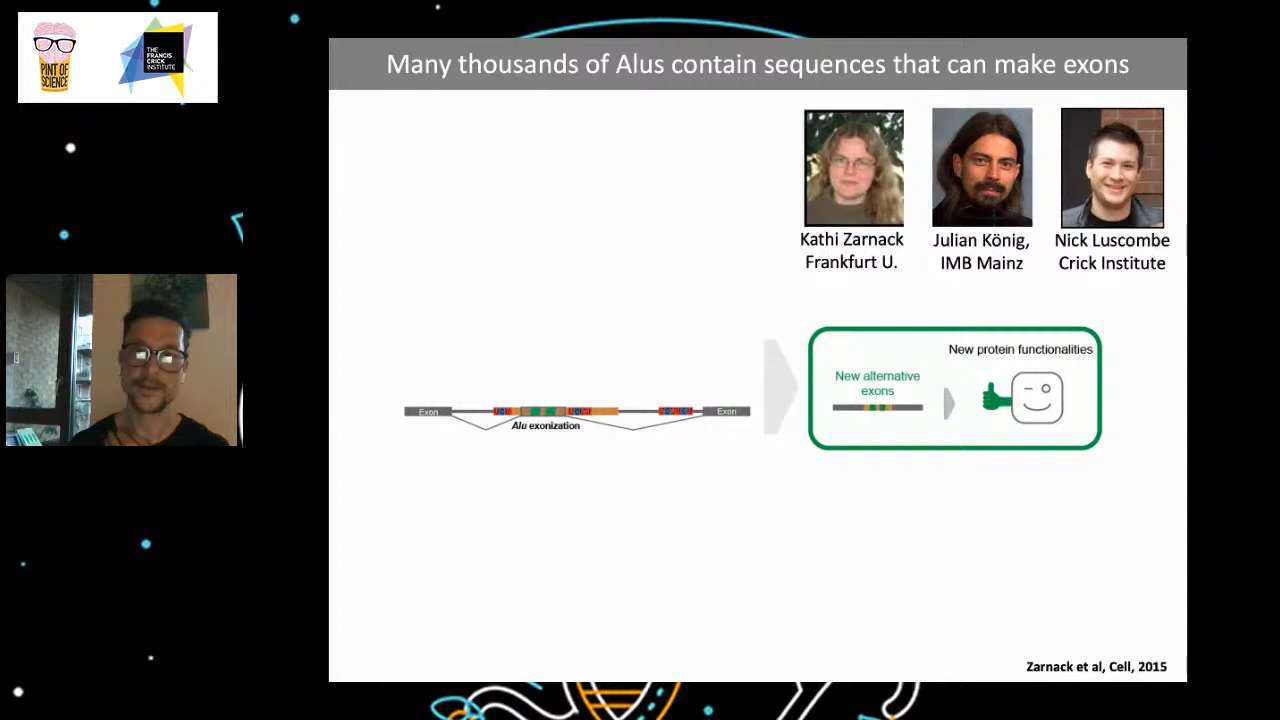 PINT OF
SCIENCE
THE
FRANCIS
CRICK
INSTITUTE
Many thousands of Alus contain sequences that can make exons
Kathi Zarnack
Frankfurt U.
Julian König,
IMB Mainz
Nick Luscombe
Crick Institute
Exon
Alu exonization
Exon
New alternative
exons
New protein functionalities
Zarnack et al, Cell, 2015